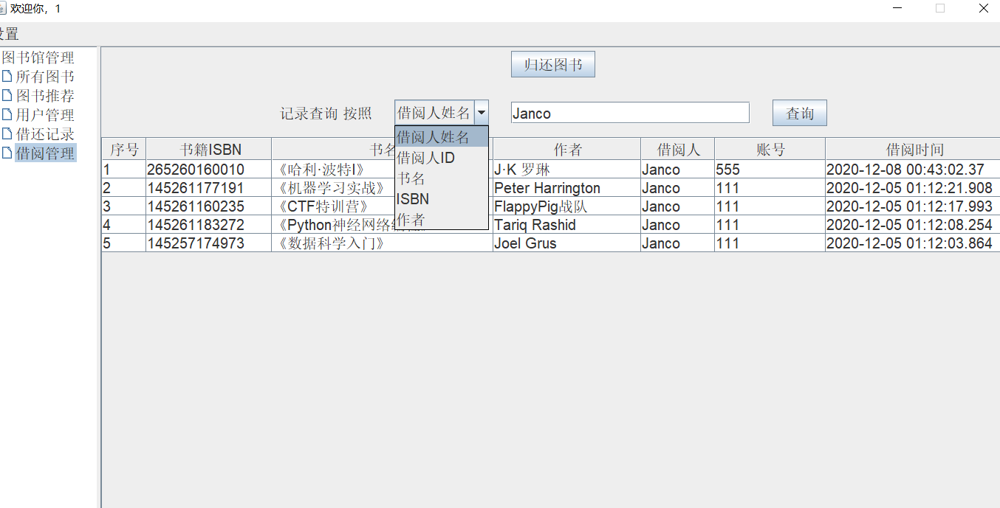 欢迎你，1
设置
图书馆管理
所有图书
图书推荐
用户管理
借还记录
借阅管理
归还图书
记录查询 按照 借阅人姓名 Janco 查询
借阅人姓名
借阅人ID
书名
ISBN
作者
序号 书籍ISBN 书名 作者 借阅人 账号 借阅时间
1 265260160010 《哈利·波特I》 J·K 罗琳 Janco 555 2020-12-08 00:43:02.37
2 145261177191 《机器学习实战》 Peter Harrington Janco 111 2020-12-05 01:12:21.908
3 145261160235 《CTF特训营》 FlappyPig战队 Janco 111 2020-12-05 01:12:17.993
4 145261183272 《Python神经网络 Tariq Rashid Janco 111 2020-12-05 01:12:08.254
5 145257174973 《数据科学入门》 Joel Grus Janco 111 2020-12-05 01:12:03.864